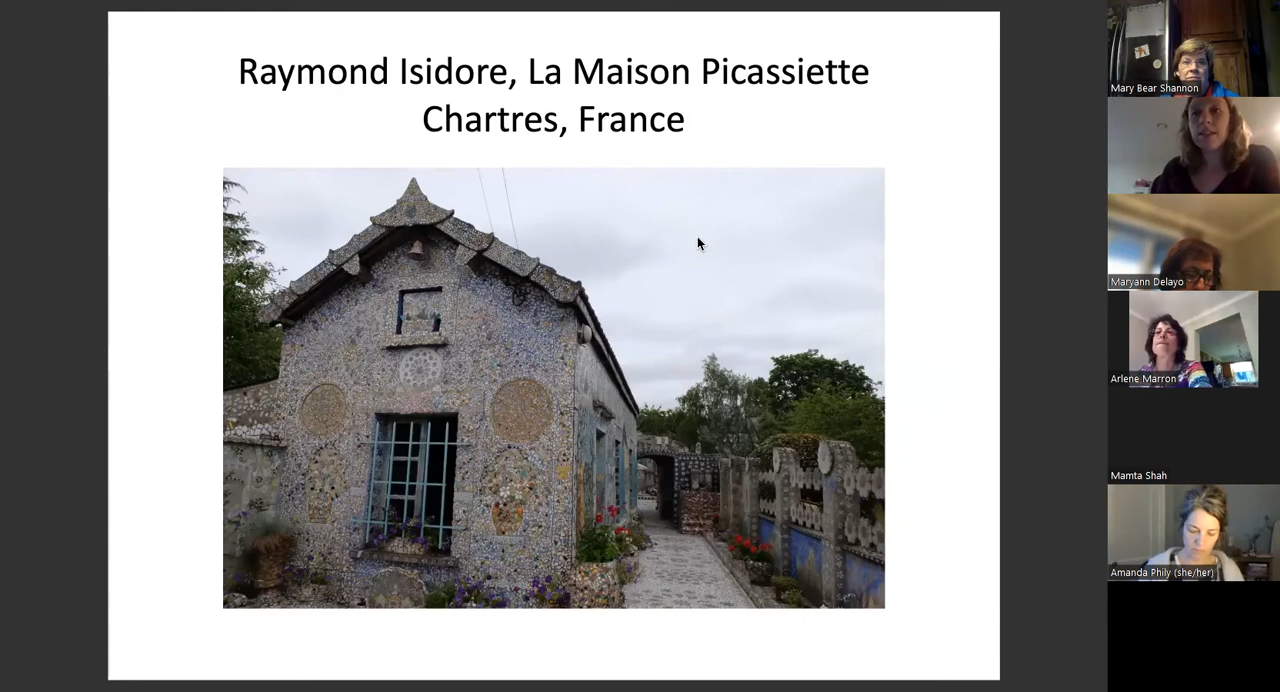 Raymond Isidore, La Maison Picassiette
Chartres, France
Mary Bear Shannon
Maryann Delayo
Arlene Marron
Mamta Shah
Amanda Phily (she/her)